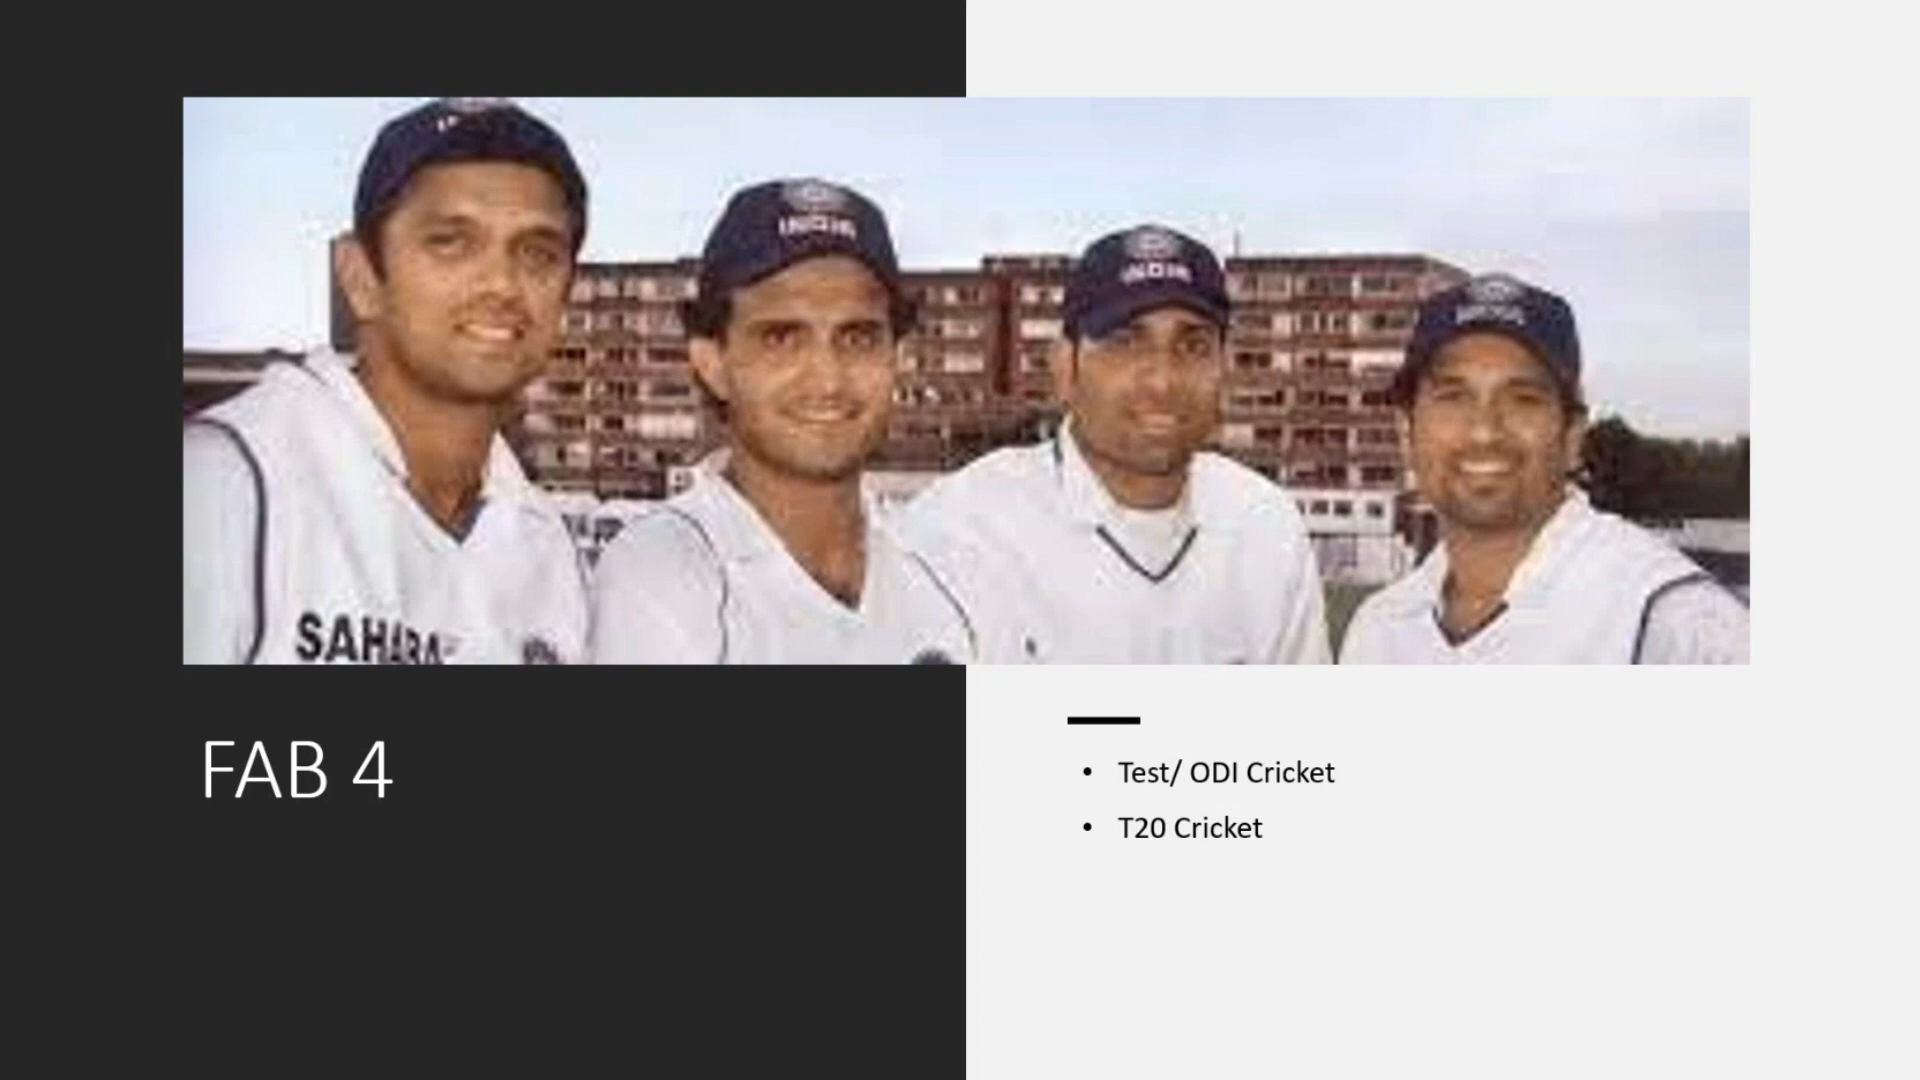 INDIA
INDIA
SAHARA
FAB 4
Test/ ODI Cricket
T20 Cricket